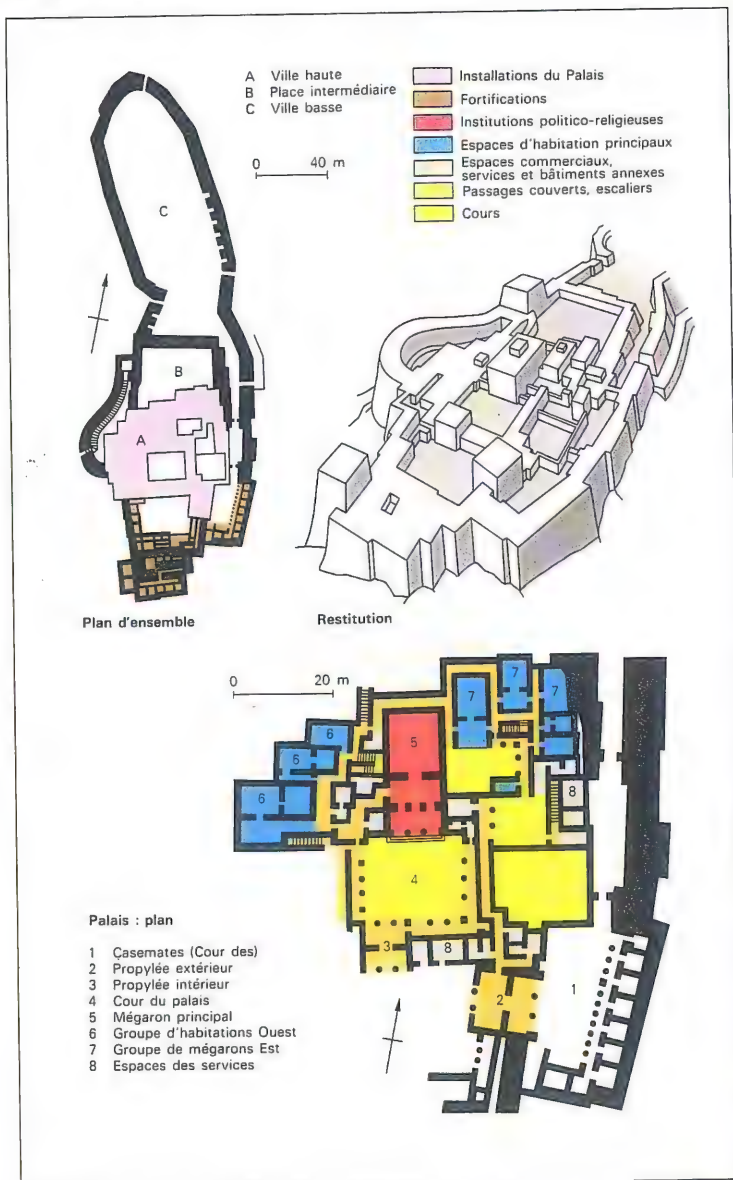 A Ville haute
B Place intermédiaire
C Ville basse
0 40 m
Installations du Palais
Fortifications
Institutions politico-religieuses
Espaces d'habitation principaux
Espaces commerciaux,
services et bâtiments annexes
Passages couverts, escaliers
Cours
C
B
A
Plan d'ensemble
Restitution
0 20 m
7
7
7
6
5
6
6
8
4
3
8
2
1
Palais : plan
1 Casemates (Cour des)
2 Propylée extérieur
3 Propylée intérieur
4 Cour du palais
5 Mégaron principal
6 Groupe d'habitations Ouest
7 Groupe de mégarons Est
8 Espaces des services